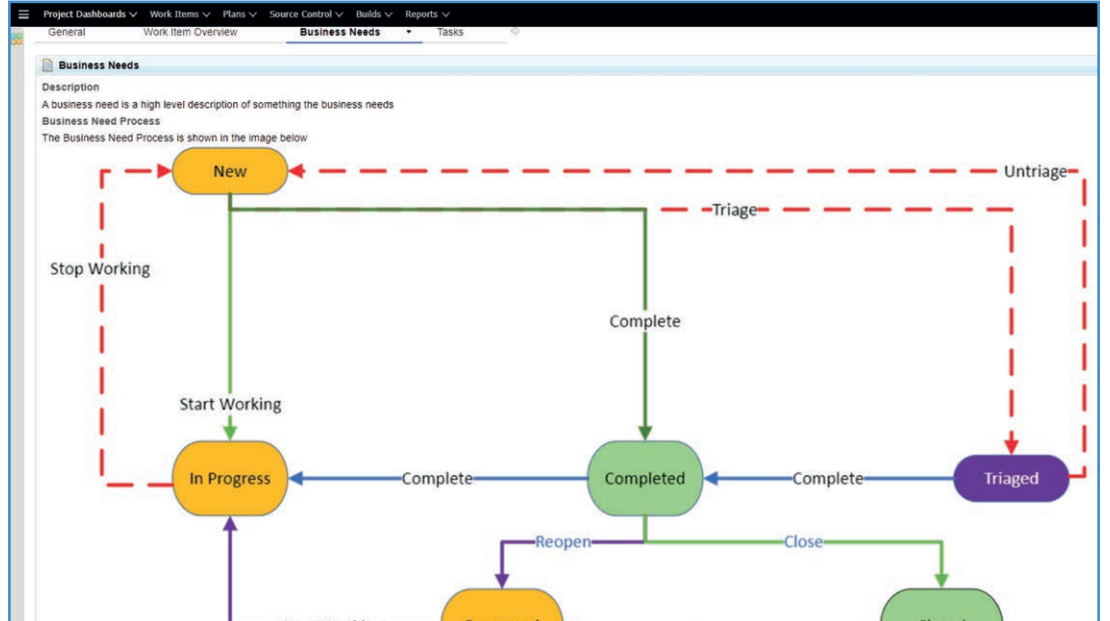 Project Dashboards Work Items Plans Source Control Builds Reports
General Work Item Overview Business Needs Tasks
Business Needs
Description
A business need is a high level description of something the business needs
Business Need Process
The Business Need Process is shown in the image below
New
Untriage
Triage
Stop Working
Complete
Start Working
In Progress
Complete
Completed
Complete
Triaged
Reopen
Close